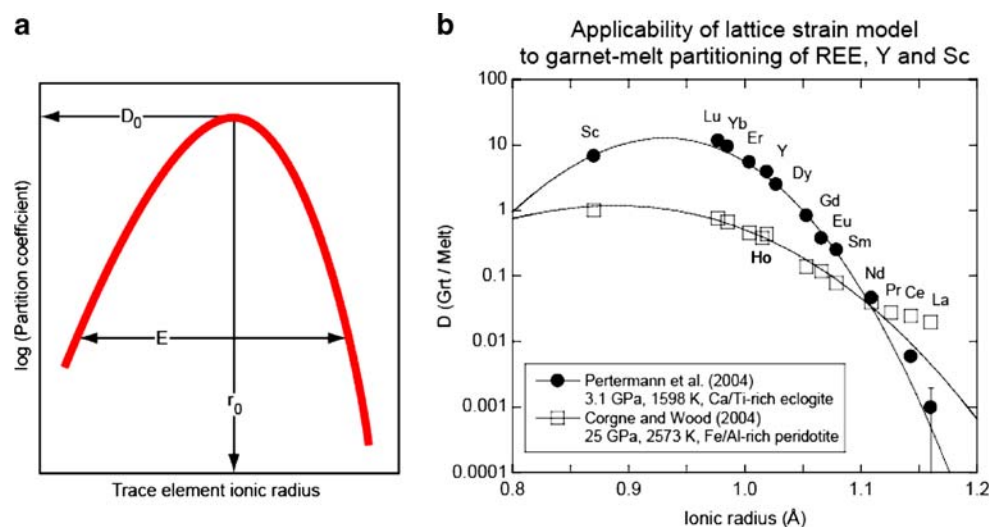 a
D₀
E
r₀
log (Partition coefficient)
Trace element ionic radius
b
Applicability of lattice strain model
to garnet-melt partitioning of REE, Y and Sc
100
10
1
0.1
0.01
0.001
0.0001
D (Grt / Melt)
Sc
Lu
Yb
Er
Y
Dy
Gd
Eu
Sm
Ho
Nd
Pr
Ce
La
Pertermann et al. (2004)
3.1 GPa, 1598 K, Ca/Ti-rich eclogite
Corgne and Wood (2004)
25 GPa, 2573 K, Fe/Al-rich peridotite
0.8 0.9 1.0 1.1 1.2
Ionic radius (Å)